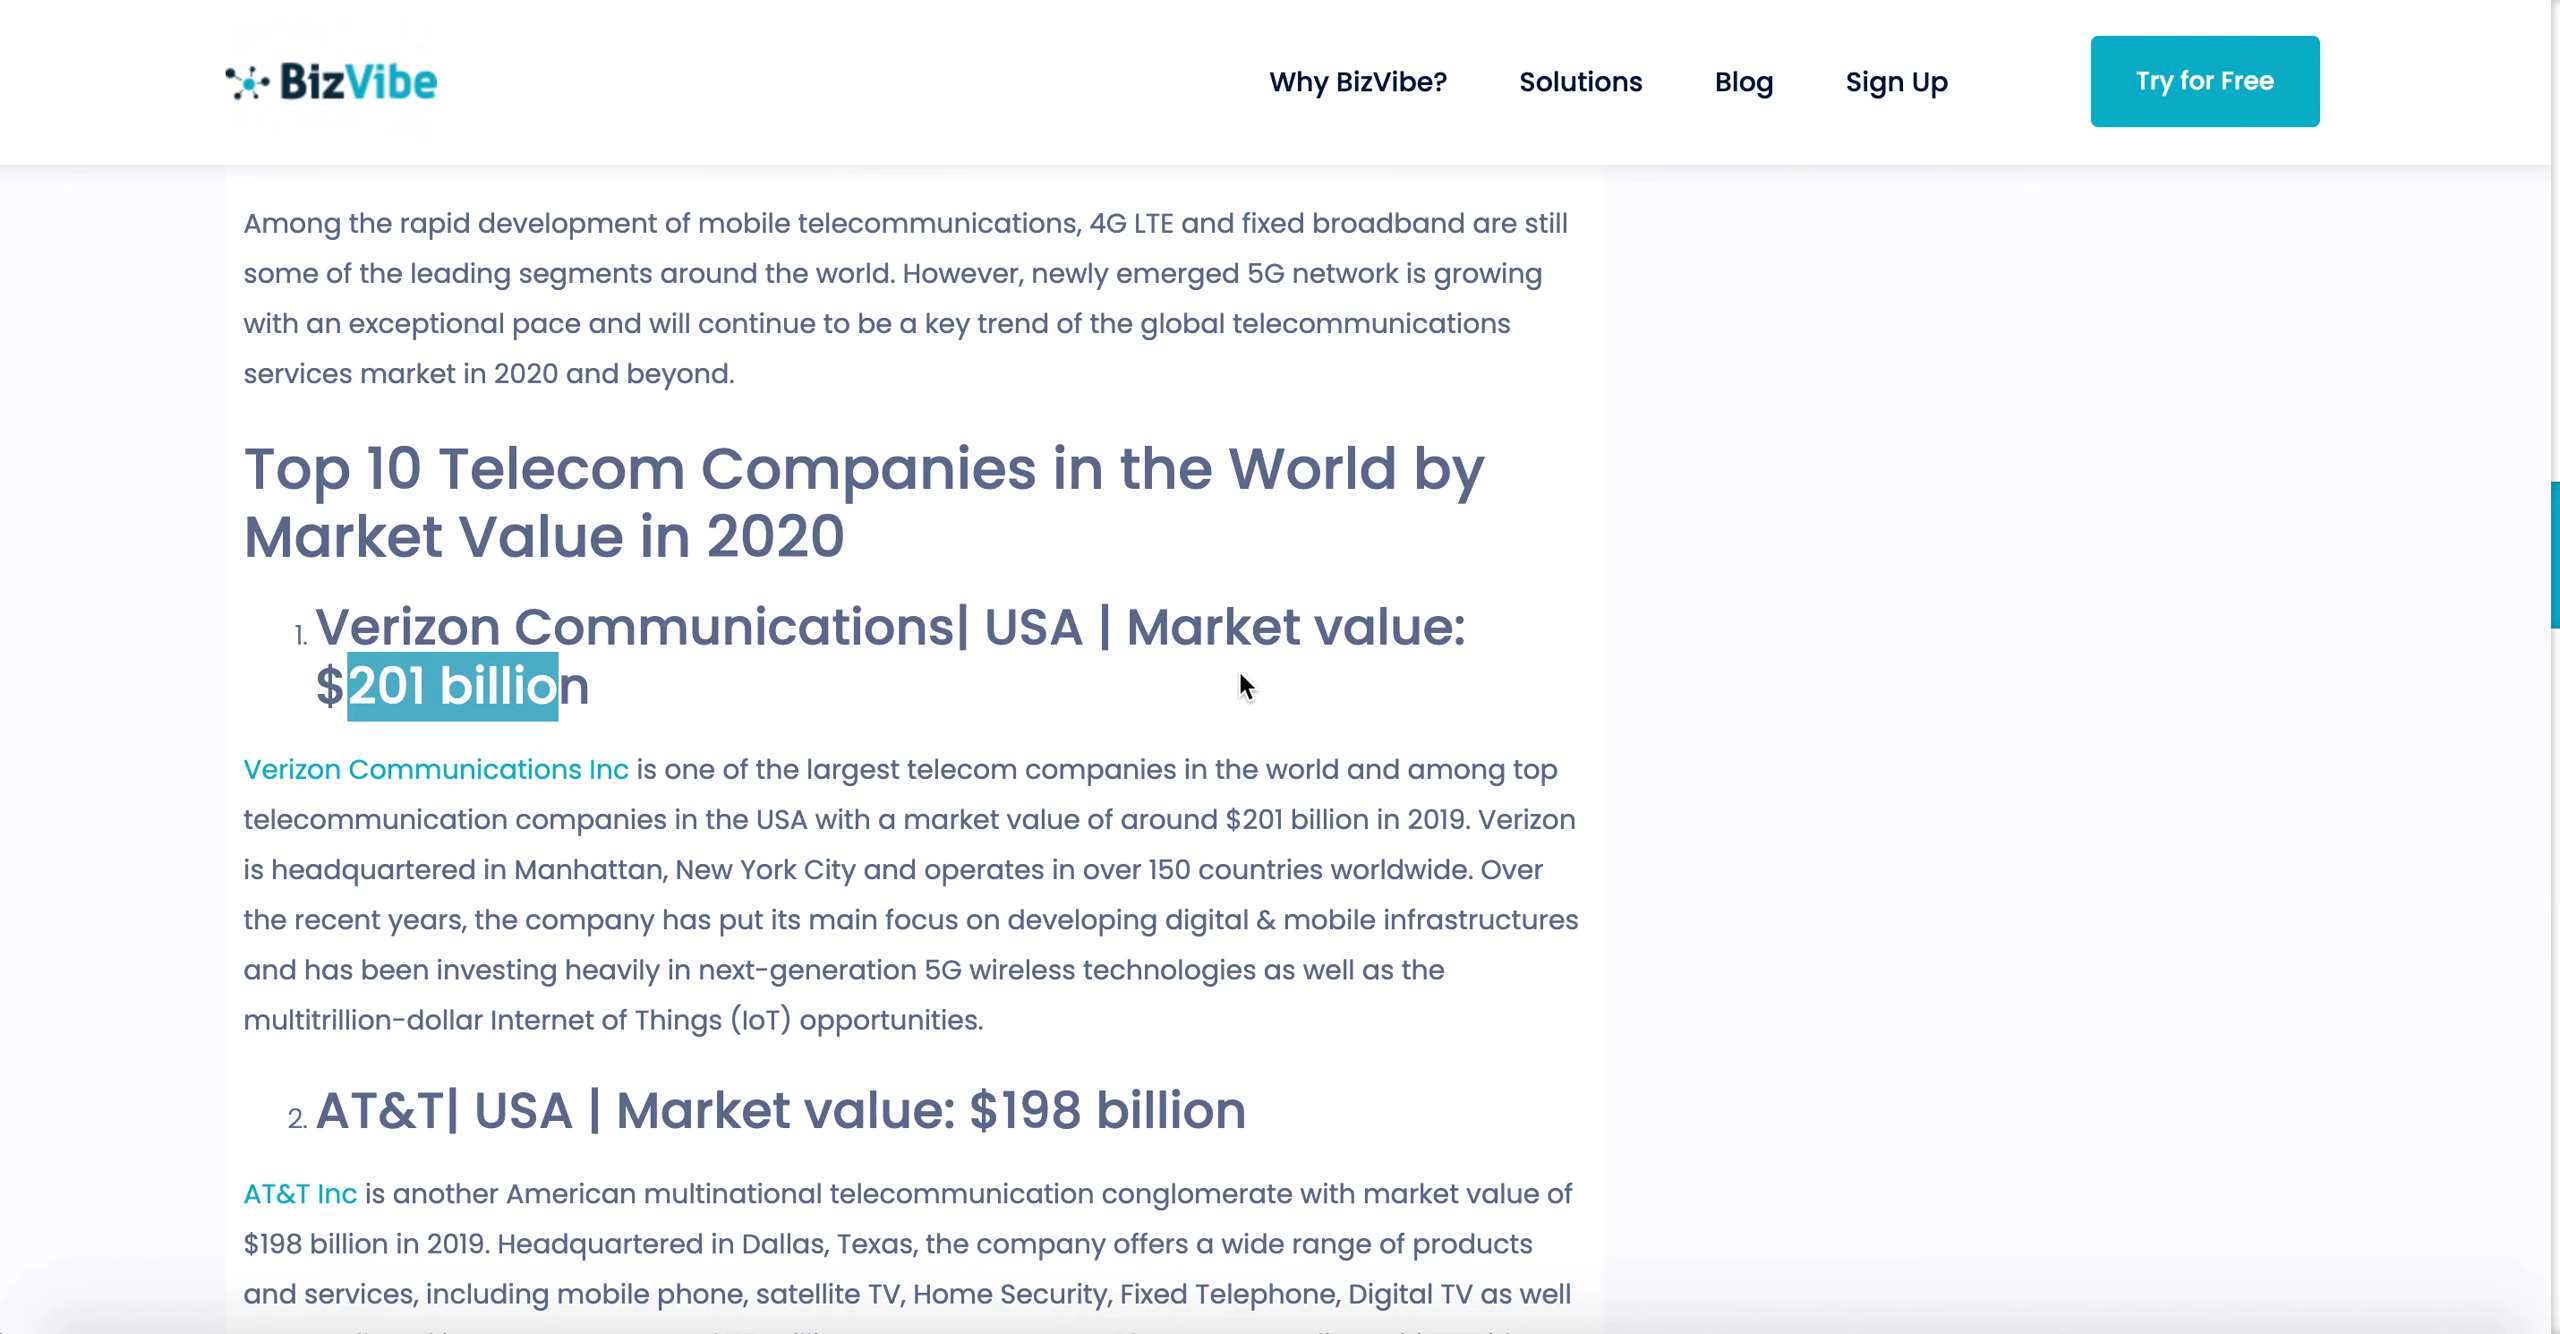 BizVibe
Why BizVibe?
Solutions
Blog
Sign Up
Try for Free
Among the rapid development of mobile telecommunications, 4G LTE and fixed broadband are still
some of the leading segments around the world. However, newly emerged 5G network is growing
with an exceptional pace and will continue to be a key trend of the global telecommunications
services market in 2020 and beyond.
Top 10 Telecom Companies in the World by
Market Value in 2020
1. Verizon Communications| USA | Market value:
$201 billion
Verizon Communications Inc is one of the largest telecom companies in the world and among top
telecommunication companies in the USA with a market value of around $201 billion in 2019. Verizon
is headquartered in Manhattan, New York City and operates in over 150 countries worldwide. Over
the recent years, the company has put its main focus on developing digital & mobile infrastructures
and has been investing heavily in next-generation 5G wireless technologies as well as the
multitrillion-dollar Internet of Things (IoT) opportunities.
2. AT&T| USA | Market value: $198 billion
AT&T Inc is another American multinational telecommunication conglomerate with market value of
$198 billion in 2019. Headquartered in Dallas, Texas, the company offers a wide range of products
and services, including mobile phone, satellite TV, Home Security, Fixed Telephone, Digital TV as well